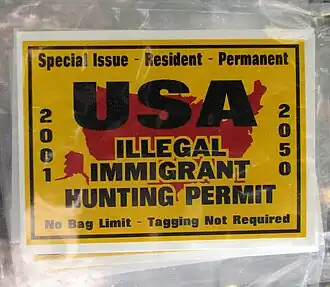 Special Issue - Resident - Permanent
USA
2001
2050
ILLEGAL
IMMIGRANT
HUNTING PERMIT
No Bag Limit - Tagging Not Required